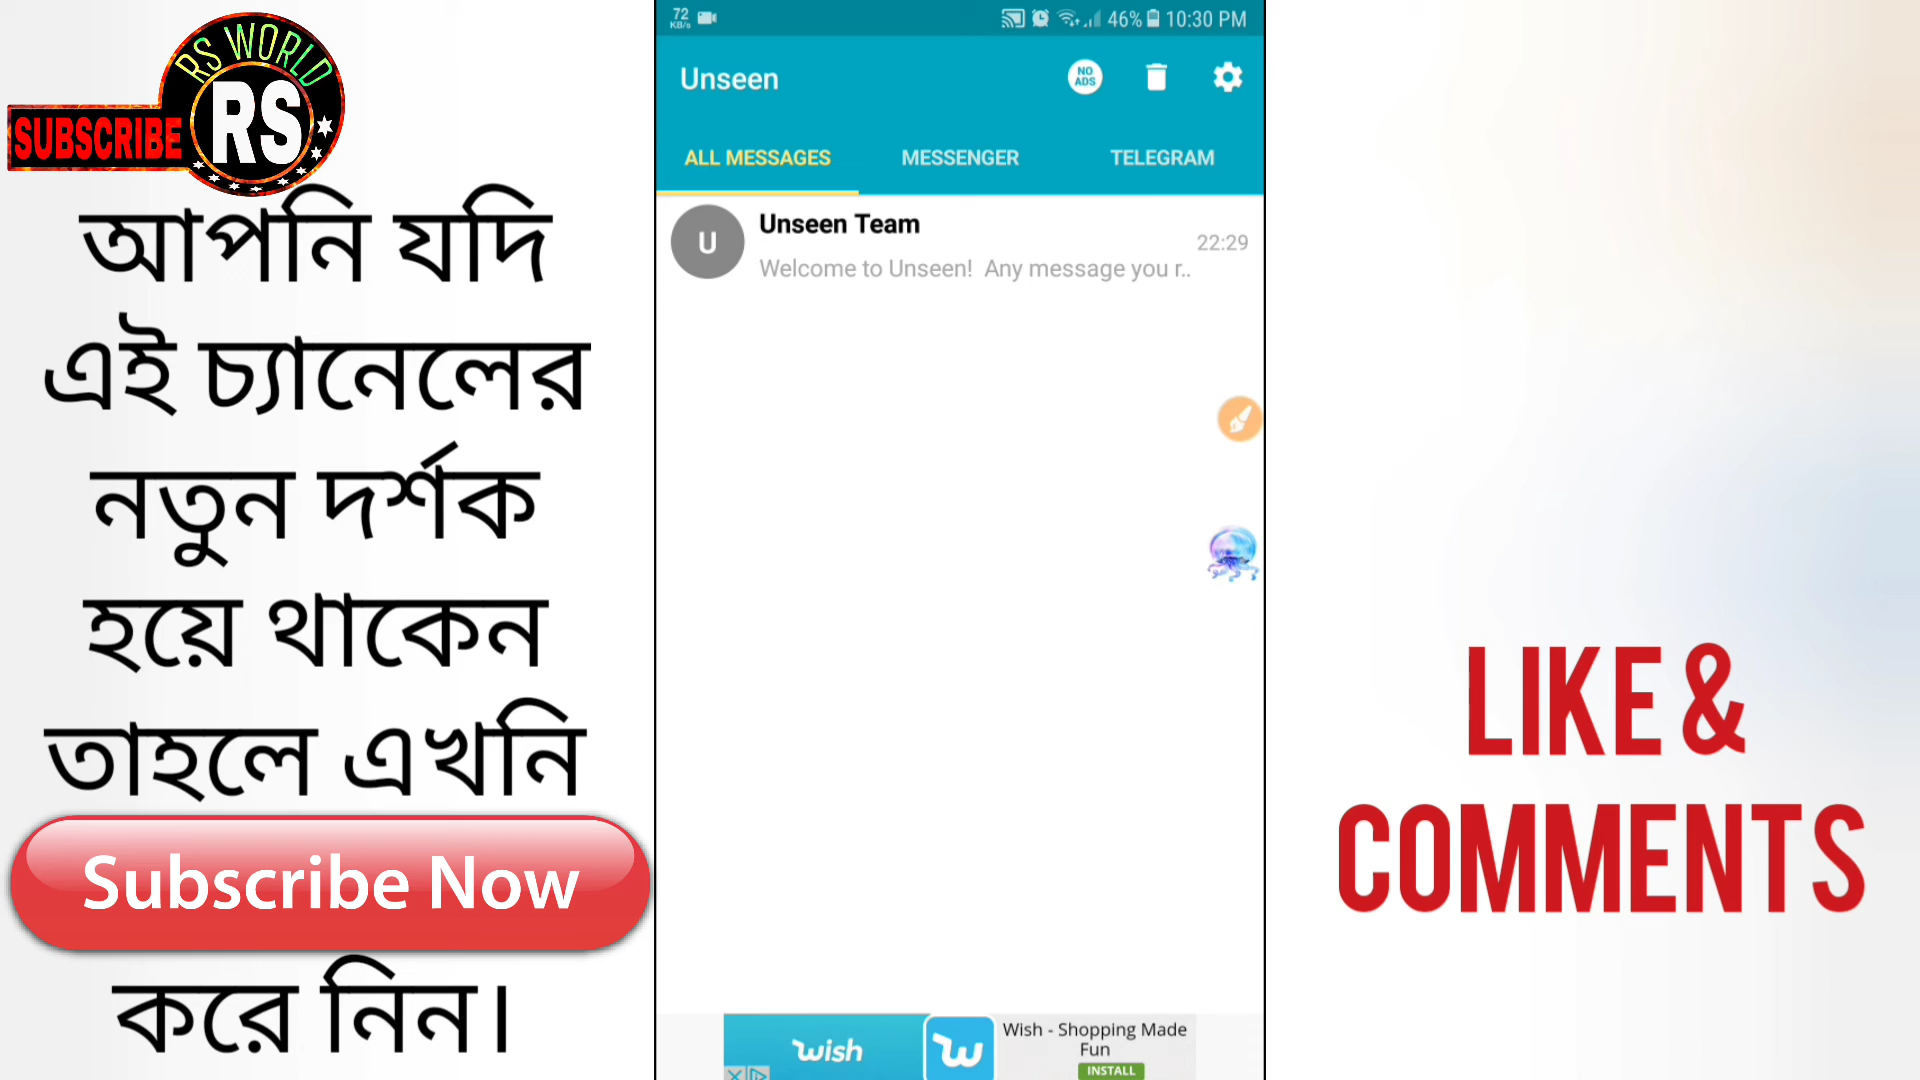 RS WORLD
RS
SUBSCRIBE
আপনি যদি
এই চ্যানেলের
নতুন দর্শক
হয়ে থাকেন
তাহলে এখনি
Subscribe Now
করে নিন।
72
KB/s
46%
10:30 PM
Unseen
NO
ADS
ALL MESSAGES
MESSENGER
TELEGRAM
U
Unseen Team
22:29
Welcome to Unseen! Any message you r..
wish
Wish - Shopping Made
Fun
INSTALL
LIKE &
COMMENTS